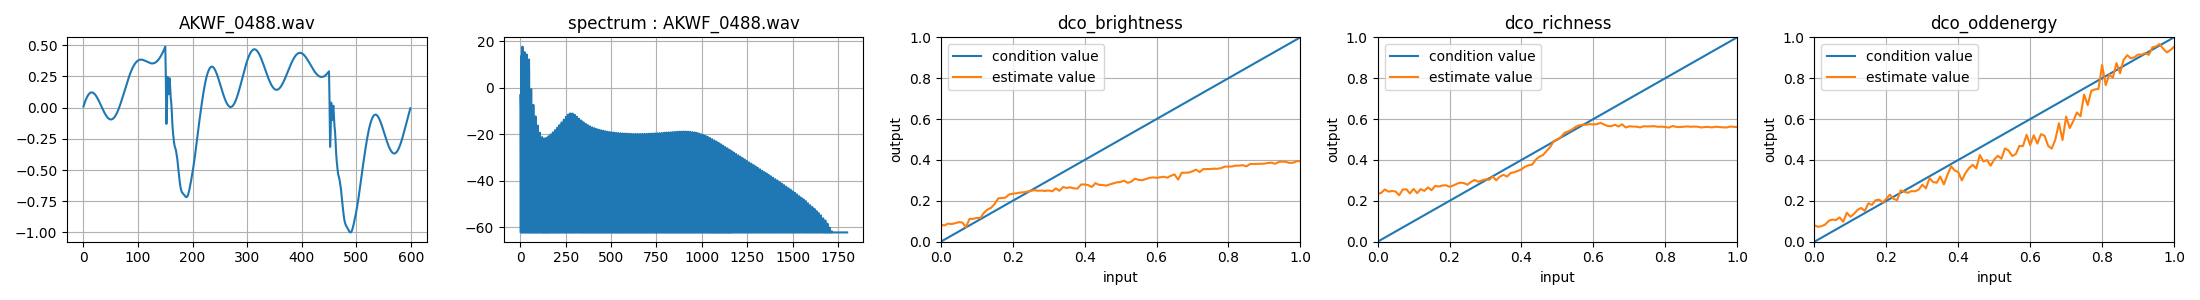 AKWF_0488.wav
0.50
0.25
0.00
−0.25
−0.50
−0.75
−1.00
0 100 200 300 400 500 600
spectrum : AKWF_0488.wav
20
0
−20
−40
−60
0 250 500 750 1000 1250 1500 1750
dco_brightness
condition value
estimate value
output
1.0
0.8
0.6
0.4
0.2
0.0
0.0 0.2 0.4 0.6 0.8 1.0
input
dco_richness
condition value
estimate value
output
1.0
0.8
0.6
0.4
0.2
0.0
0.0 0.2 0.4 0.6 0.8 1.0
input
dco_oddenergy
condition value
estimate value
output
1.0
0.8
0.6
0.4
0.2
0.0
0.0 0.2 0.4 0.6 0.8 1.0
input